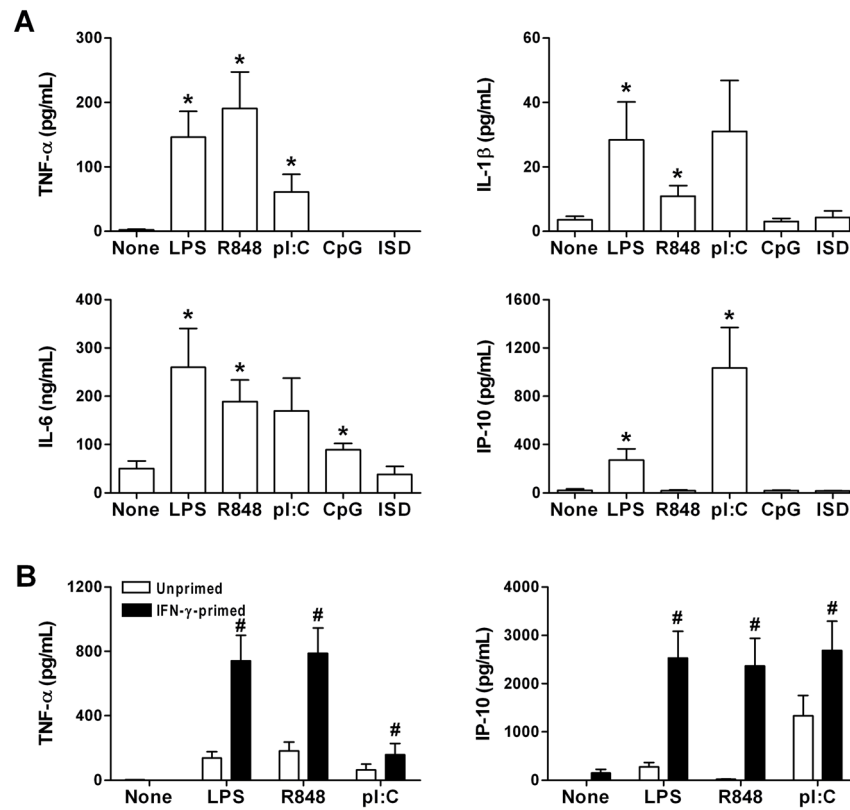 A
TNF-α (pg/mL)
300
200
100
0
*
*
*
None LPS R848 pI:C CpG ISD
IL-1β (pg/mL)
60
40
20
0
*
*
None LPS R848 pI:C CpG ISD
IL-6 (ng/mL)
400
300
200
100
0
*
*
*
None LPS R848 pI:C CpG ISD
IP-10 (pg/mL)
1600
1200
800
400
0
*
*
None LPS R848 pI:C CpG ISD
B
TNF-α (pg/mL)
1200
800
400
0
Unprimed
IFN-γ-primed
#
#
#
None LPS R848 pI:C
IP-10 (pg/mL)
4000
3000
2000
1000
0
#
#
#
None LPS R848 pI:C